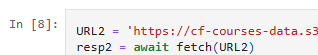 In [8]:
URL2 = 'https://cf-courses-data.s3
resp2 = await fetch(URL2)